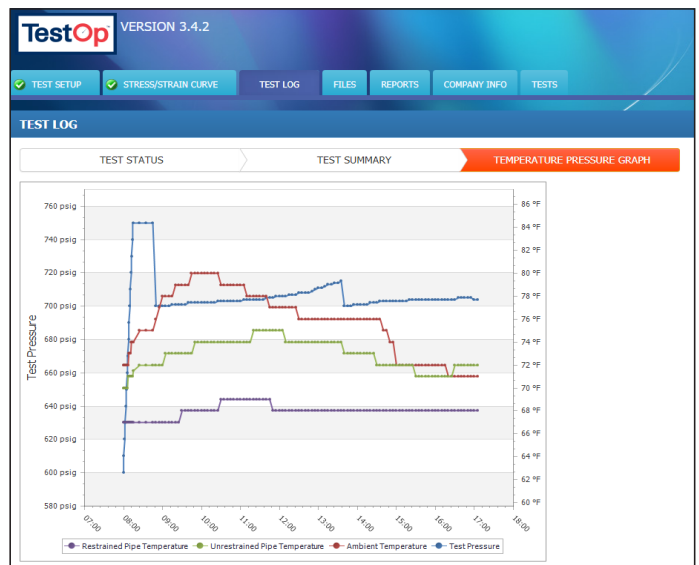 TestOp VERSION 3.4.2
TEST SETUP STRESS/STRAIN CURVE TEST LOG FILES REPORTS COMPANY INFO TESTS
TEST LOG
TEST STATUS TEST SUMMARY TEMPERATURE PRESSURE GRAPH
Test Pressure
760 psig
740 psig
720 psig
700 psig
680 psig
660 psig
640 psig
620 psig
600 psig
580 psig
86 °F
84 °F
82 °F
80 °F
78 °F
76 °F
74 °F
72 °F
70 °F
68 °F
66 °F
64 °F
62 °F
60 °F
07:00 08:00 09:00 10:00 11:00 12:00 13:00 14:00 15:00 16:00 17:00 18:00
Restrained Pipe Temperature Unrestrained Pipe Temperature Ambient Temperature Test Pressure